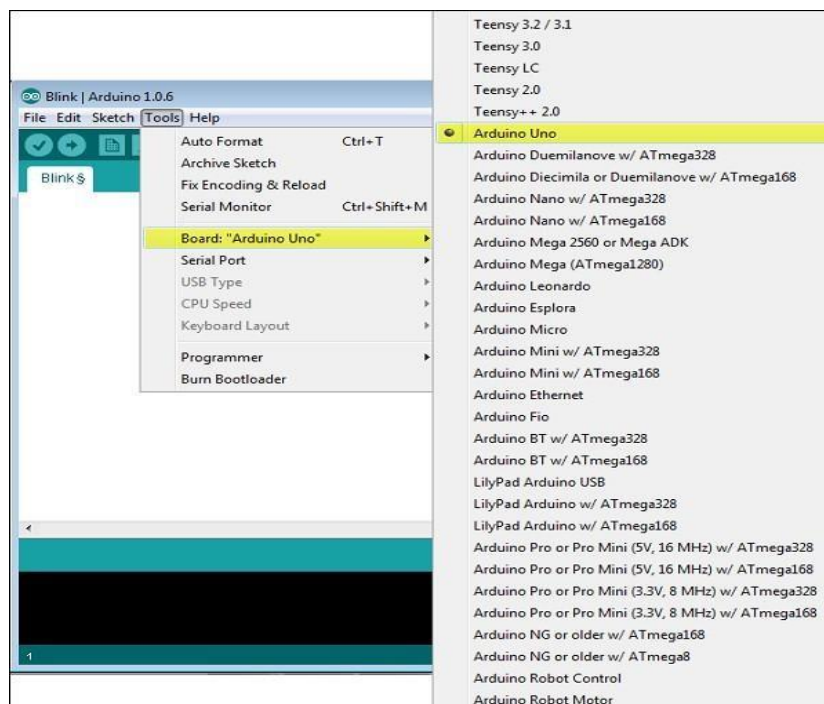 Blink | Arduino 1.0.6
File Edit Sketch Tools Help
Blink §
Auto Format Ctrl+T
Archive Sketch
Fix Encoding & Reload
Serial Monitor Ctrl+Shift+M
Board: "Arduino Uno"
Serial Port
USB Type
CPU Speed
Keyboard Layout
Programmer
Burn Bootloader
1
Teensy 3.2 / 3.1
Teensy 3.0
Teensy LC
Teensy 2.0
Teensy++ 2.0
Arduino Uno
Arduino Duemilanove w/ ATmega328
Arduino Diecimila or Duemilanove w/ ATmega168
Arduino Nano w/ ATmega328
Arduino Nano w/ ATmega168
Arduino Mega 2560 or Mega ADK
Arduino Mega (ATmega1280)
Arduino Leonardo
Arduino Esplora
Arduino Micro
Arduino Mini w/ ATmega328
Arduino Mini w/ ATmega168
Arduino Ethernet
Arduino Fio
Arduino BT w/ ATmega328
Arduino BT w/ ATmega168
LilyPad Arduino USB
LilyPad Arduino w/ ATmega328
LilyPad Arduino w/ ATmega168
Arduino Pro or Pro Mini (5V, 16 MHz) w/ ATmega328
Arduino Pro or Pro Mini (5V, 16 MHz) w/ ATmega168
Arduino Pro or Pro Mini (3.3V, 8 MHz) w/ ATmega328
Arduino Pro or Pro Mini (3.3V, 8 MHz) w/ ATmega168
Arduino NG or older w/ ATmega168
Arduino NG or older w/ ATmega8
Arduino Robot Control
Arduino Robot Motor